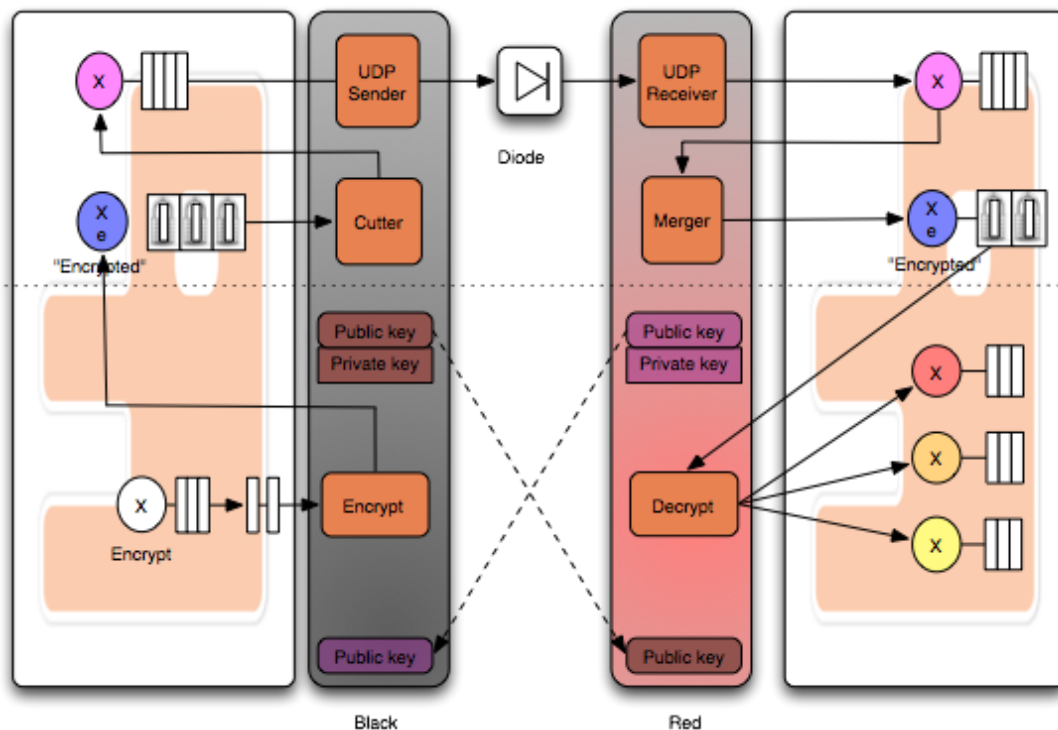 X
UDP
Sender
UDP
Receiver
X
Diode
X
e
Cutter
Merger
X
e
"Encrypted"
"Encrypted"
Public key
Private key
Public key
Private key
X
X
X
Encrypt
Decrypt
Encrypt
X
Public key
Public key
Black
Red